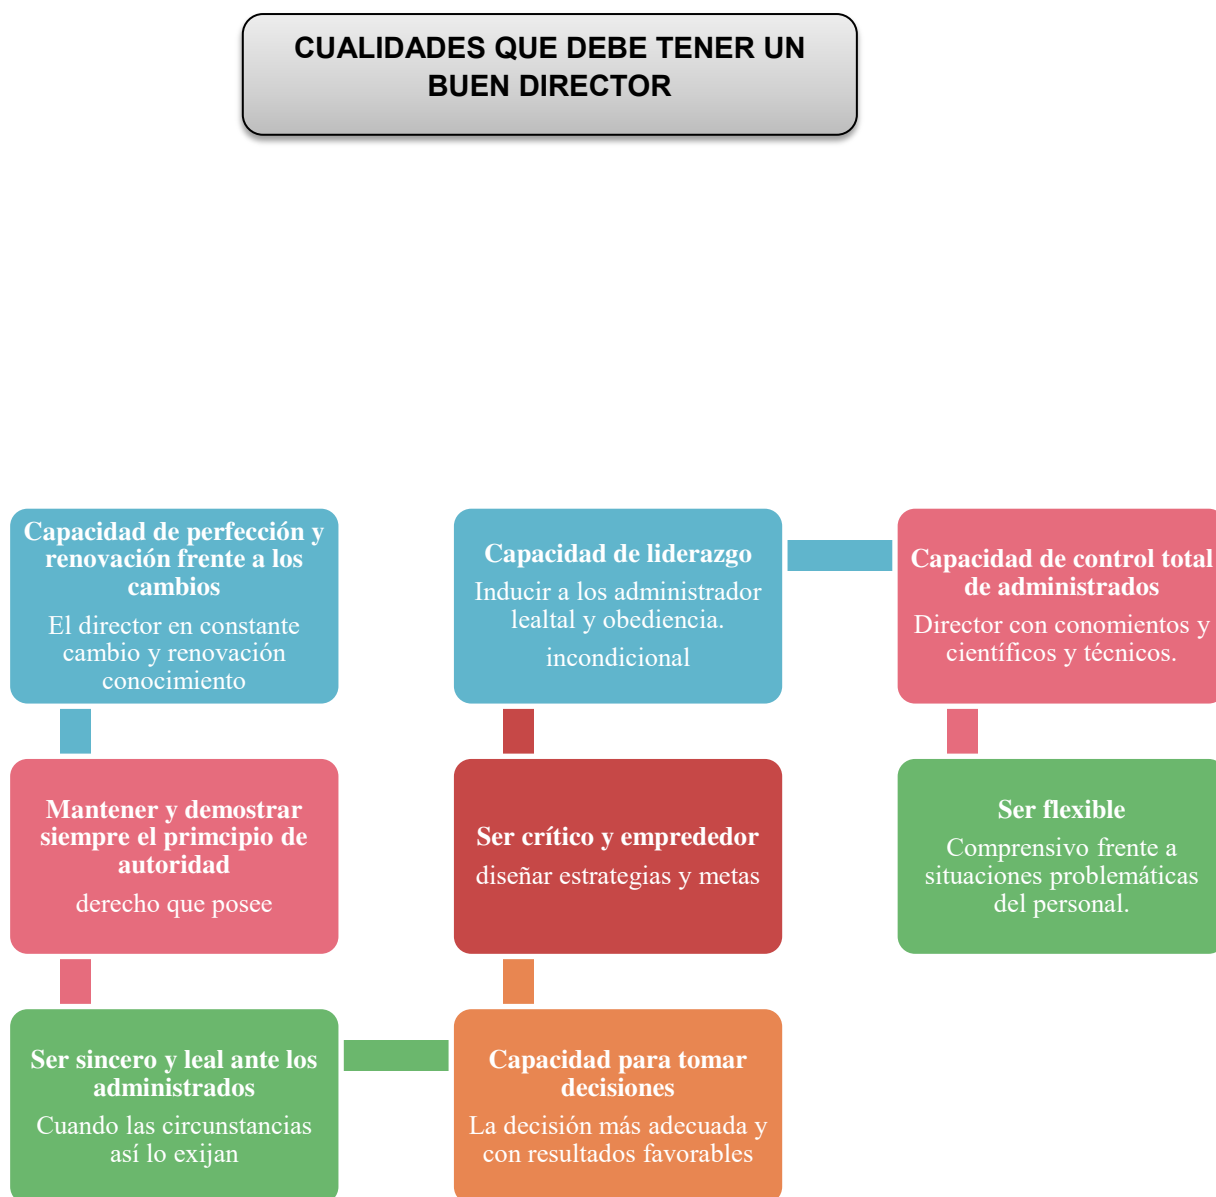 CUALIDADES QUE DEBE TENER UN
BUEN DIRECTOR
Capacidad de perfección y
renovación frente a los
cambios
El director en constante
cambio y renovación
conocimiento
Mantener y demostrar
siempre el primcipio de
autoridad
derecho que posee
Ser sincero y leal ante los
administrados
Cuando las circunstancias
así lo exijan
Capacidad para tomar
decisiones
La decisión más adecuada y
con resultados favorables
Ser crítico y emprededor
diseñar estrategias y metas
Capacidad de liderazgo
Inducir a los administrador
lealtal y obediencia.
incondicional
Capacidad de control total
de administrados
Director con conomientos y
científicos y técnicos.
Ser flexible
Comprensivo frente a
situaciones problemáticas
del personal.